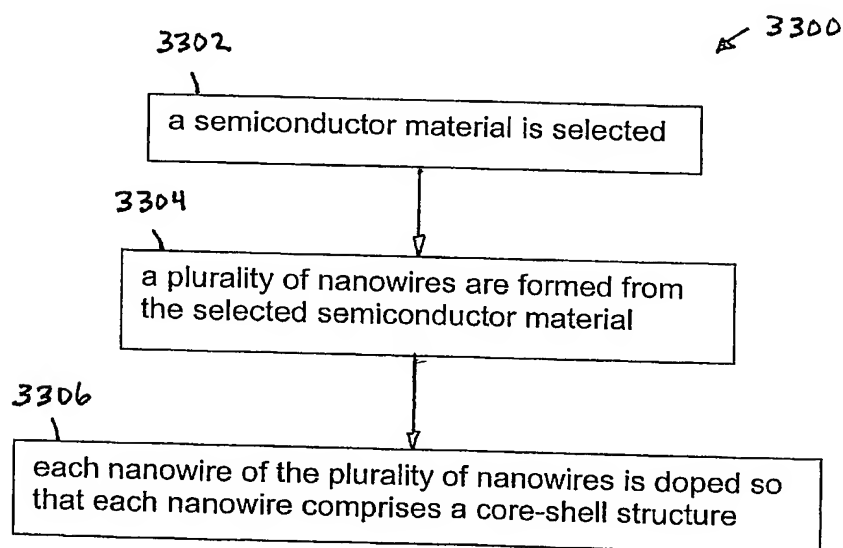 3300
3302
a semiconductor material is selected
3304
a plurality of nanowires are formed from
the selected semiconductor material
3306
each nanowire of the plurality of nanowires is doped so
that each nanowire comprises a core-shell structure